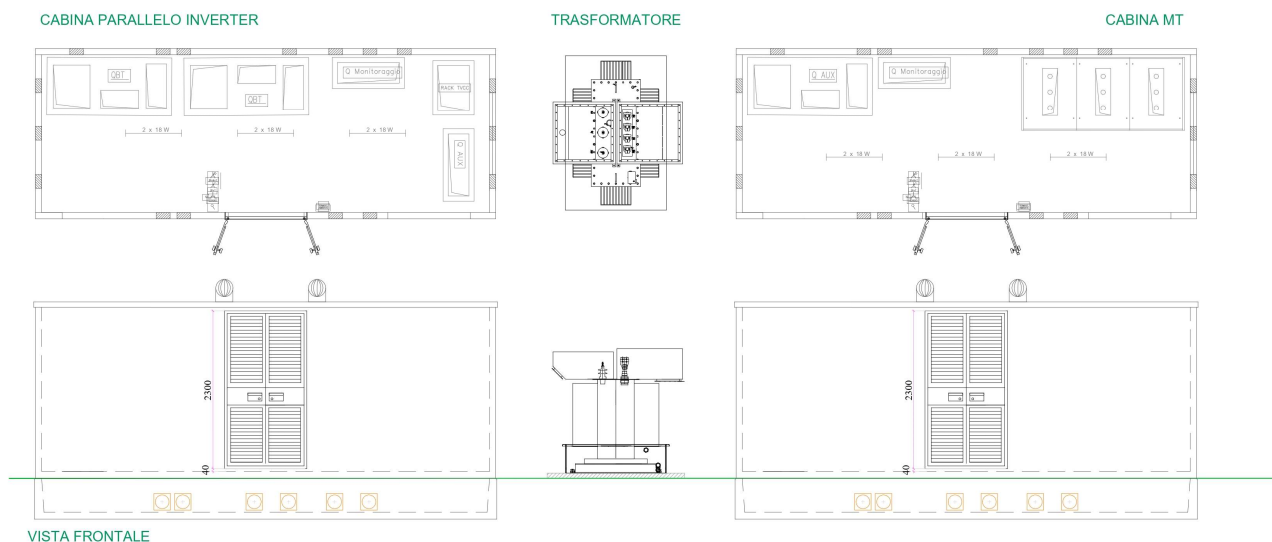 CABINA PARALLELO INVERTER
TRASFORMATORE
CABINA MT
QBT
QBT
Q Monitoraggio
RACK TVCC
Q AUX
2 x 18 W
2 x 18 W
2 x 18 W
Q AUX
Q Monitoraggio
2 x 18 W
2 x 18 W
2 x 18 W
2300
40
2300
40
VISTA FRONTALE